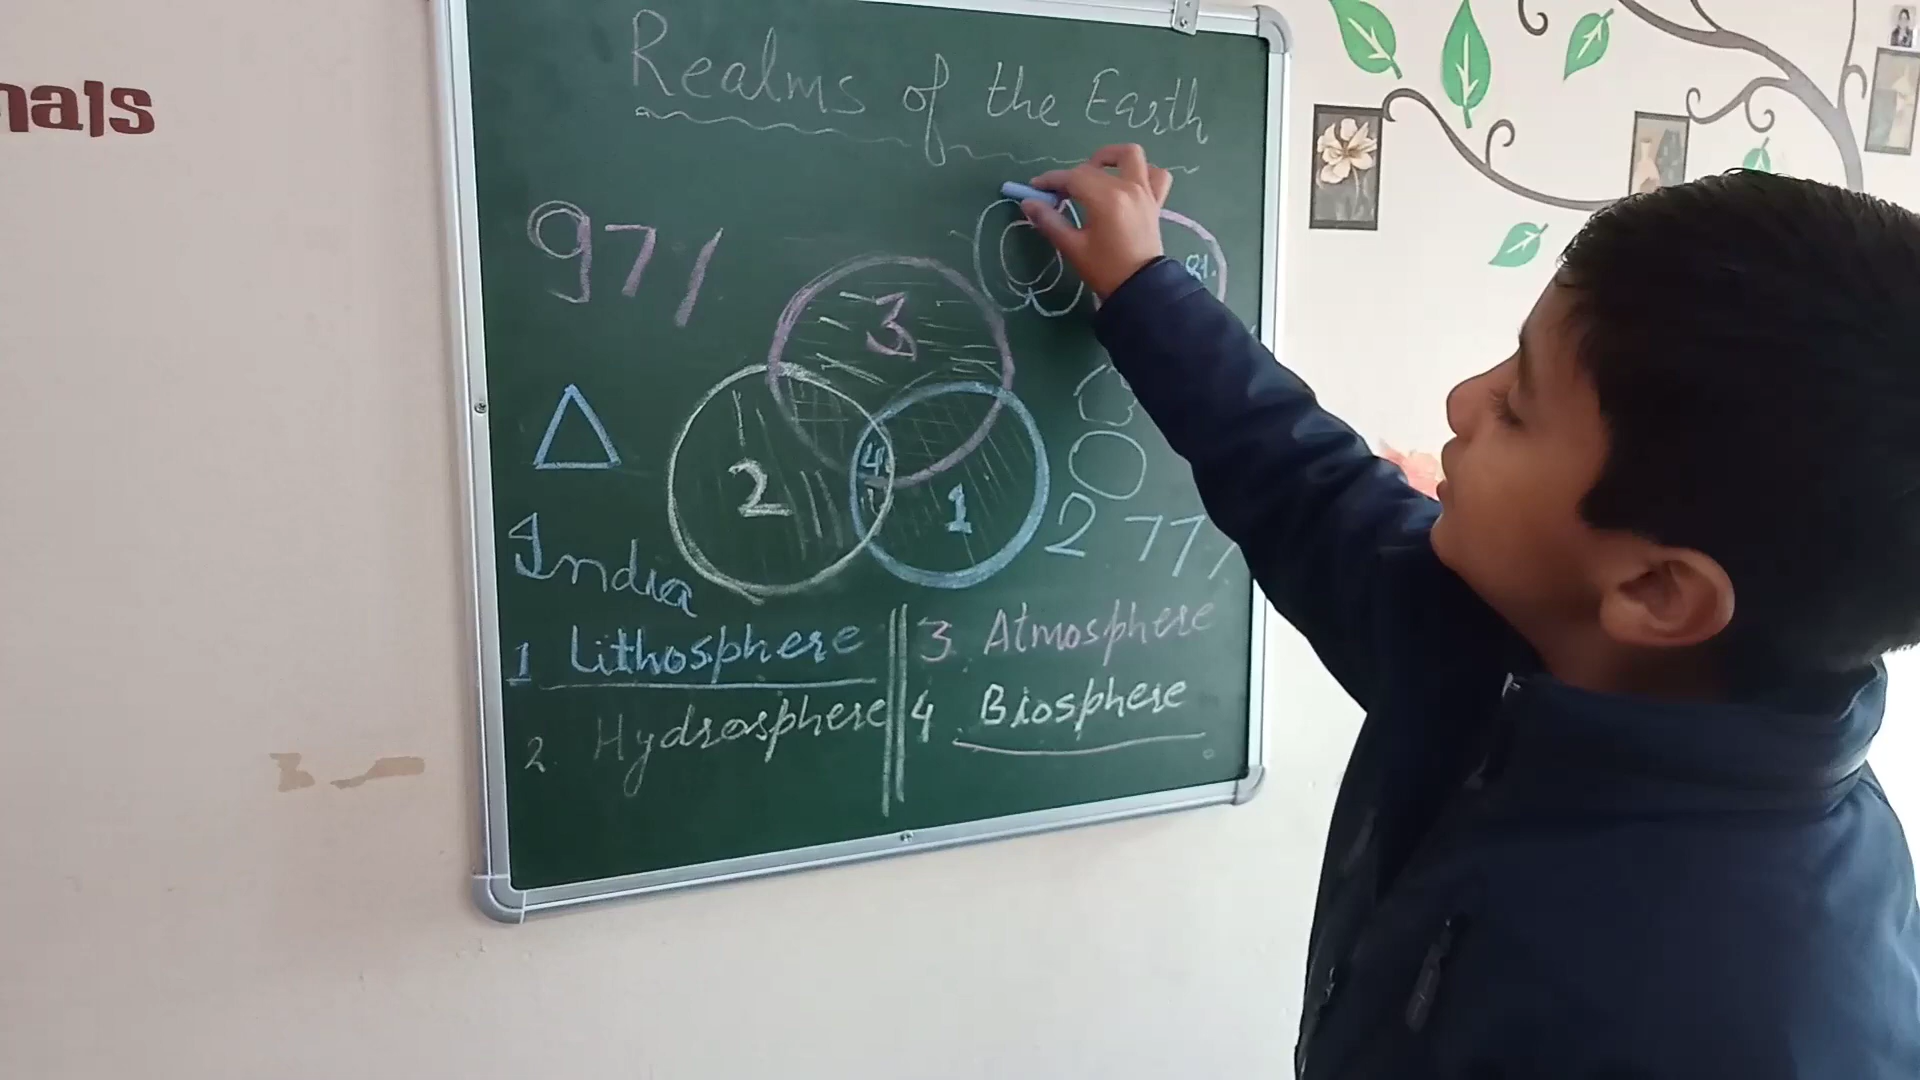 nals
Realms of the Earth
97%
3
2
4
1
2 77%
India
1 Lithosphere
2. Hydrosphere
3. Atmosphere
4 Biosphere